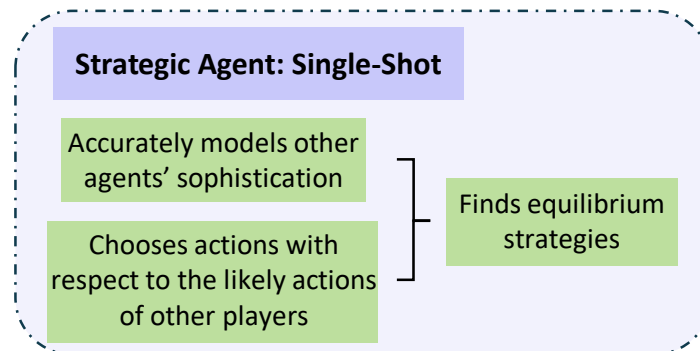 Strategic Agent: Single-Shot
Accurately models other
agents’ sophistication
Chooses actions with
respect to the likely actions
of other players
Finds equilibrium
strategies